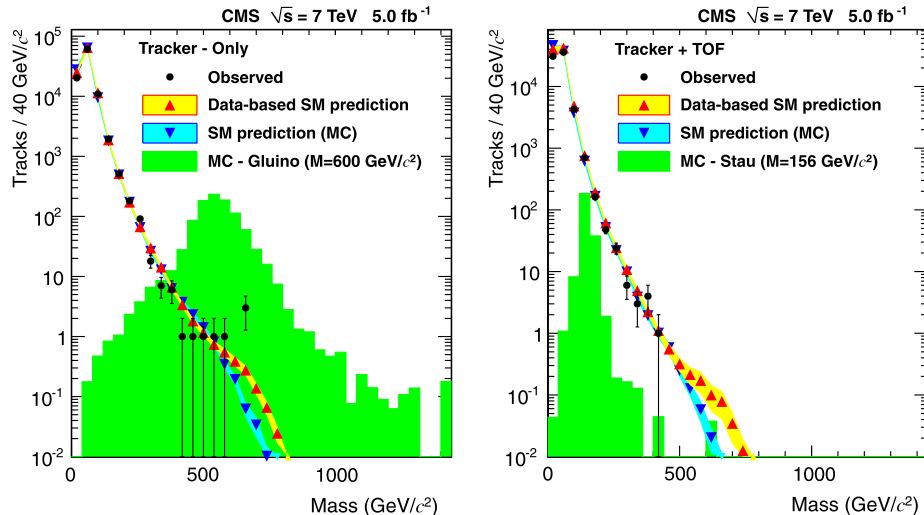 CMS √s = 7 TeV 5.0 fb⁻¹
Tracks / 40 GeV/c²
10⁵
10⁴
10³
10²
10
1
10⁻¹
10⁻²
Tracker - Only
Observed
Data-based SM prediction
SM prediction (MC)
MC - Gluino (M=600 GeV/c²)
0 500 1000
Mass (GeV/c²)
CMS √s = 7 TeV 5.0 fb⁻¹
Tracks / 40 GeV/c²
10⁵
10⁴
10³
10²
10
1
10⁻¹
10⁻²
Tracker + TOF
Observed
Data-based SM prediction
SM prediction (MC)
MC - Stau (M=156 GeV/c²)
0 500 1000
Mass (GeV/c²)